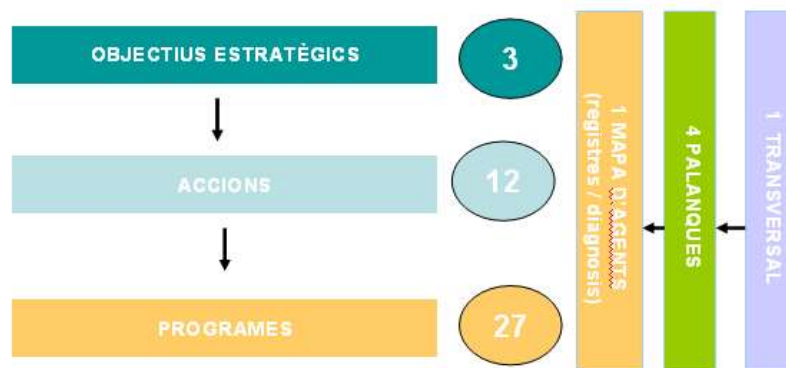 OBJECTIUS ESTRATÈGICS
3
ACCIONS
12
PROGRAMES
27
1 MAPA D'AGENTS
(registres / diagnosis)
4 PALANQUES
1 TRANSVERSAL